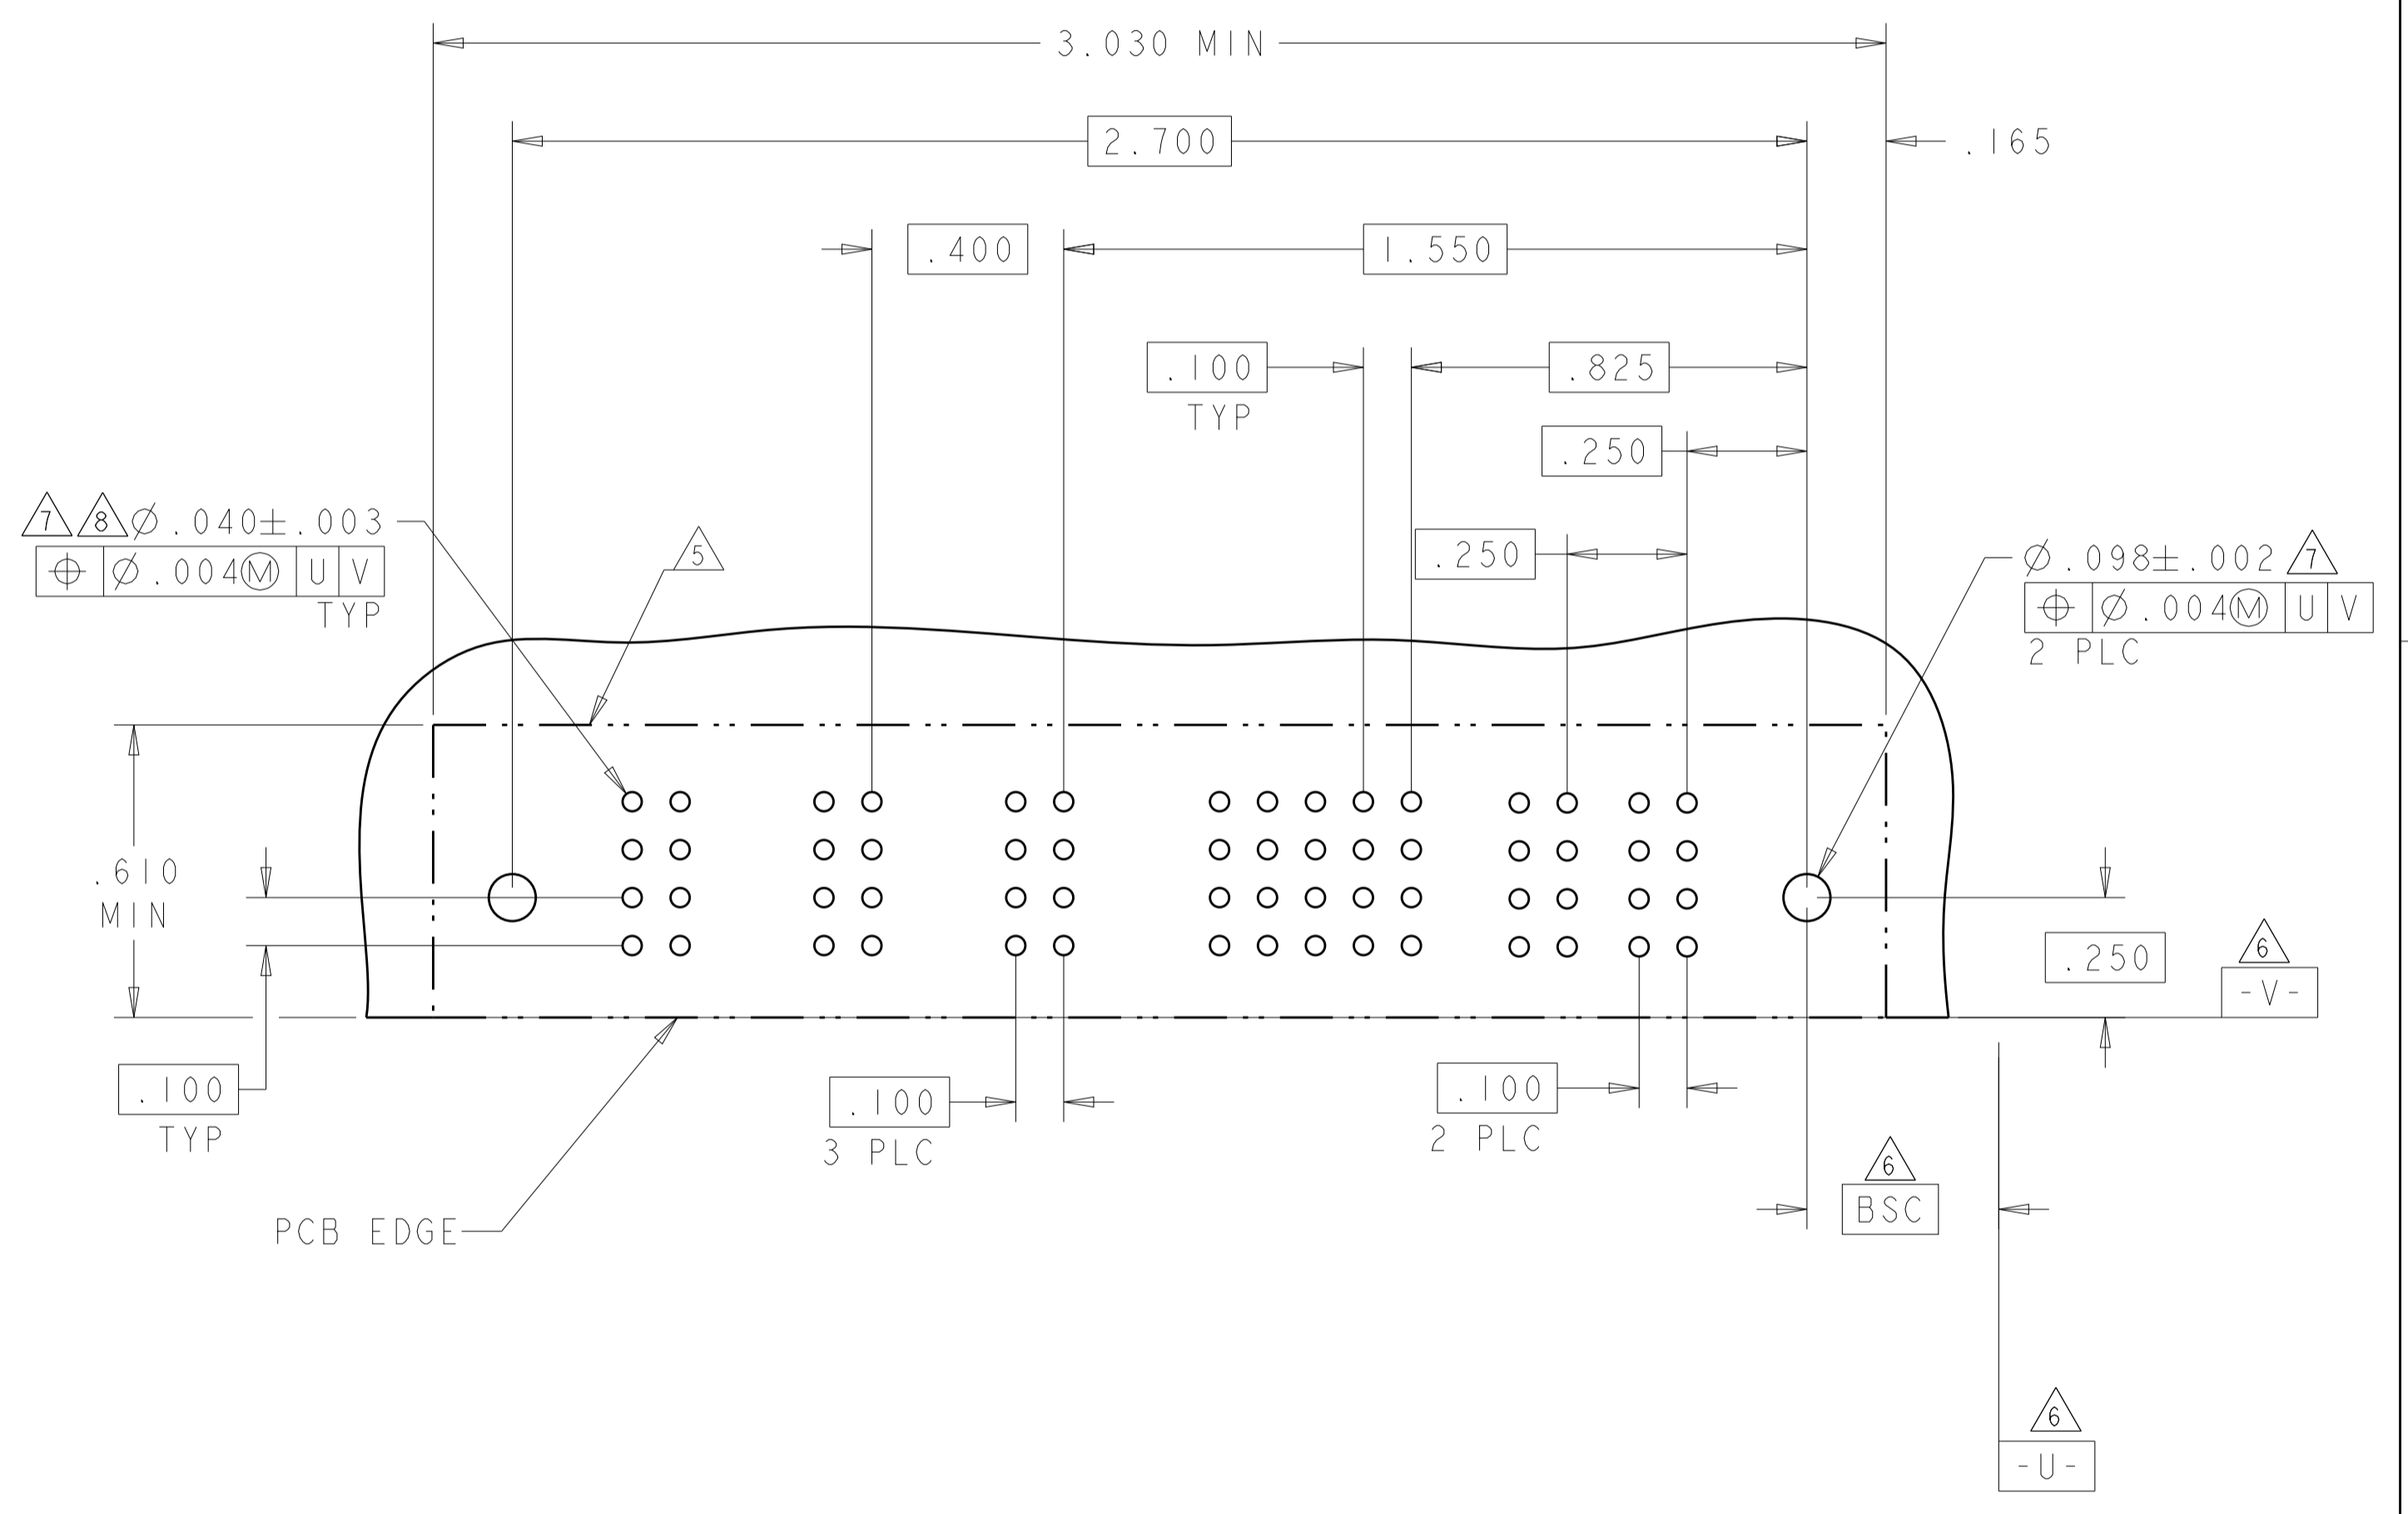 3.030 MIN
2.700
.165
.400
1.550
.100
TYP
.825
.250
.250
7 8 ⌀.040±.003
⌖ ⌀.004Ⓜ U V
TYP
5
⌀.098±.002 7
⌖ ⌀.004Ⓜ U V
2 PLC
.610
MIN
.250
6
-V-
.100
TYP
.100
3 PLC
.100
2 PLC
6
BSC
PCB EDGE
6
-U-